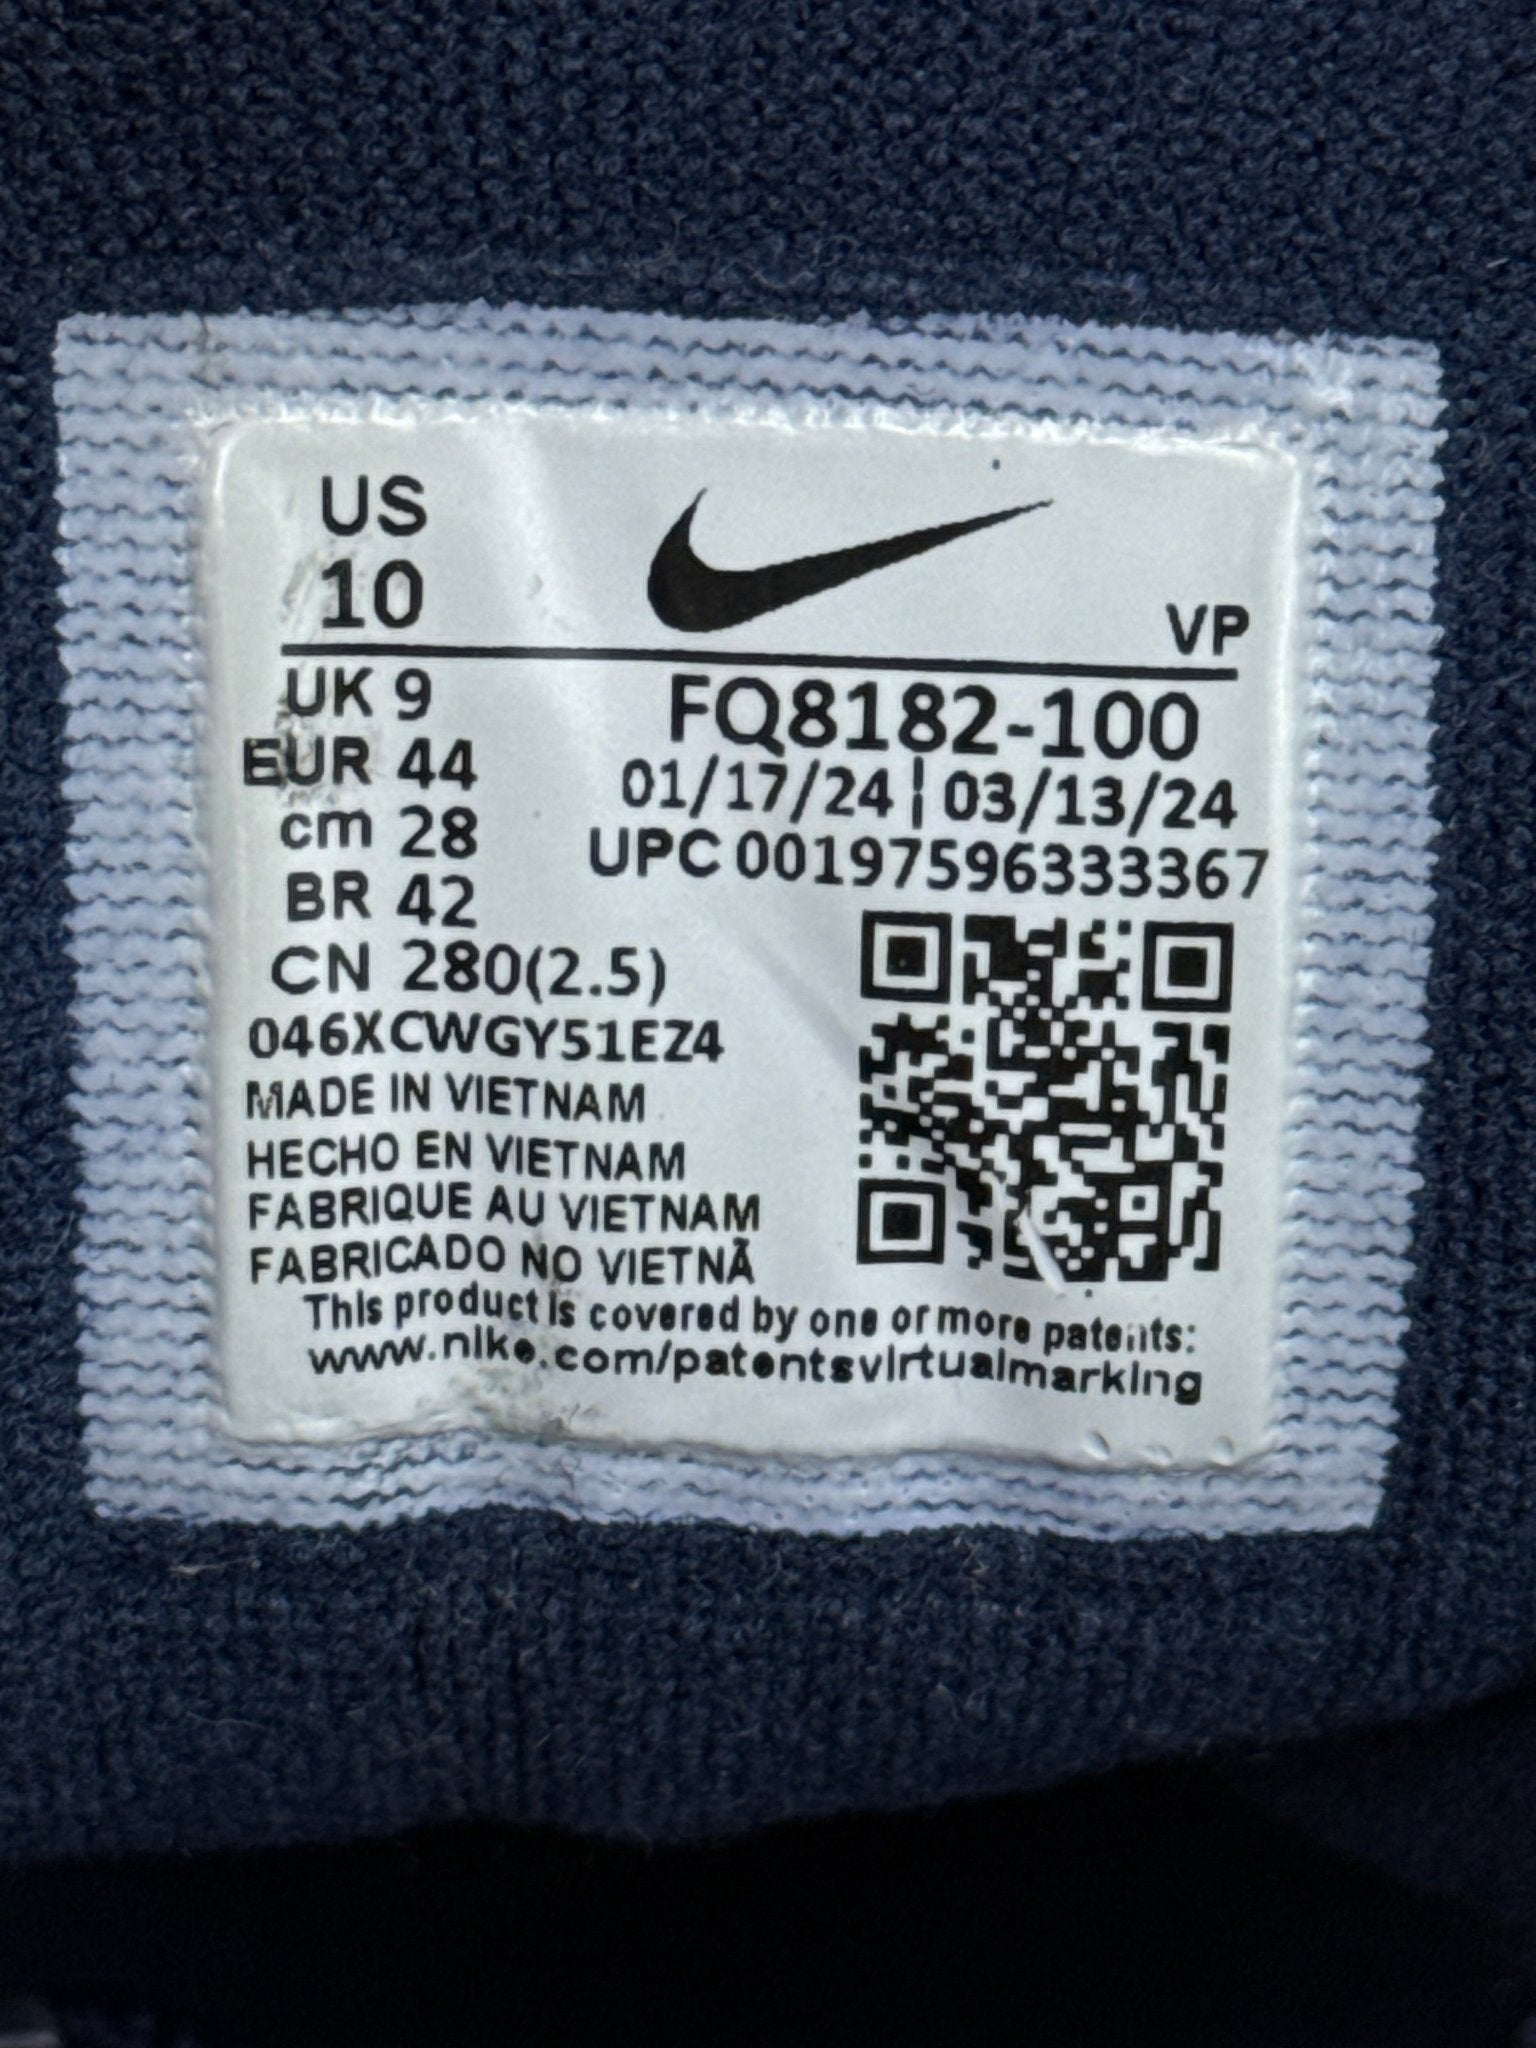 US
10
VP
UK 9
EUR 44
cm 28
BR 42
CN 280(2.5)
FQ8182-100
01/17/24 | 03/13/24
UPC 00197596333367
046XCWGY51EZ4
MADE IN VIETNAM
HECHO EN VIETNAM
FABRIQUE AU VIETNAM
FABRICADO NO VIETNÃ
This product is covered by one or more patents:
www.nike.com/patentsvirtualmarking